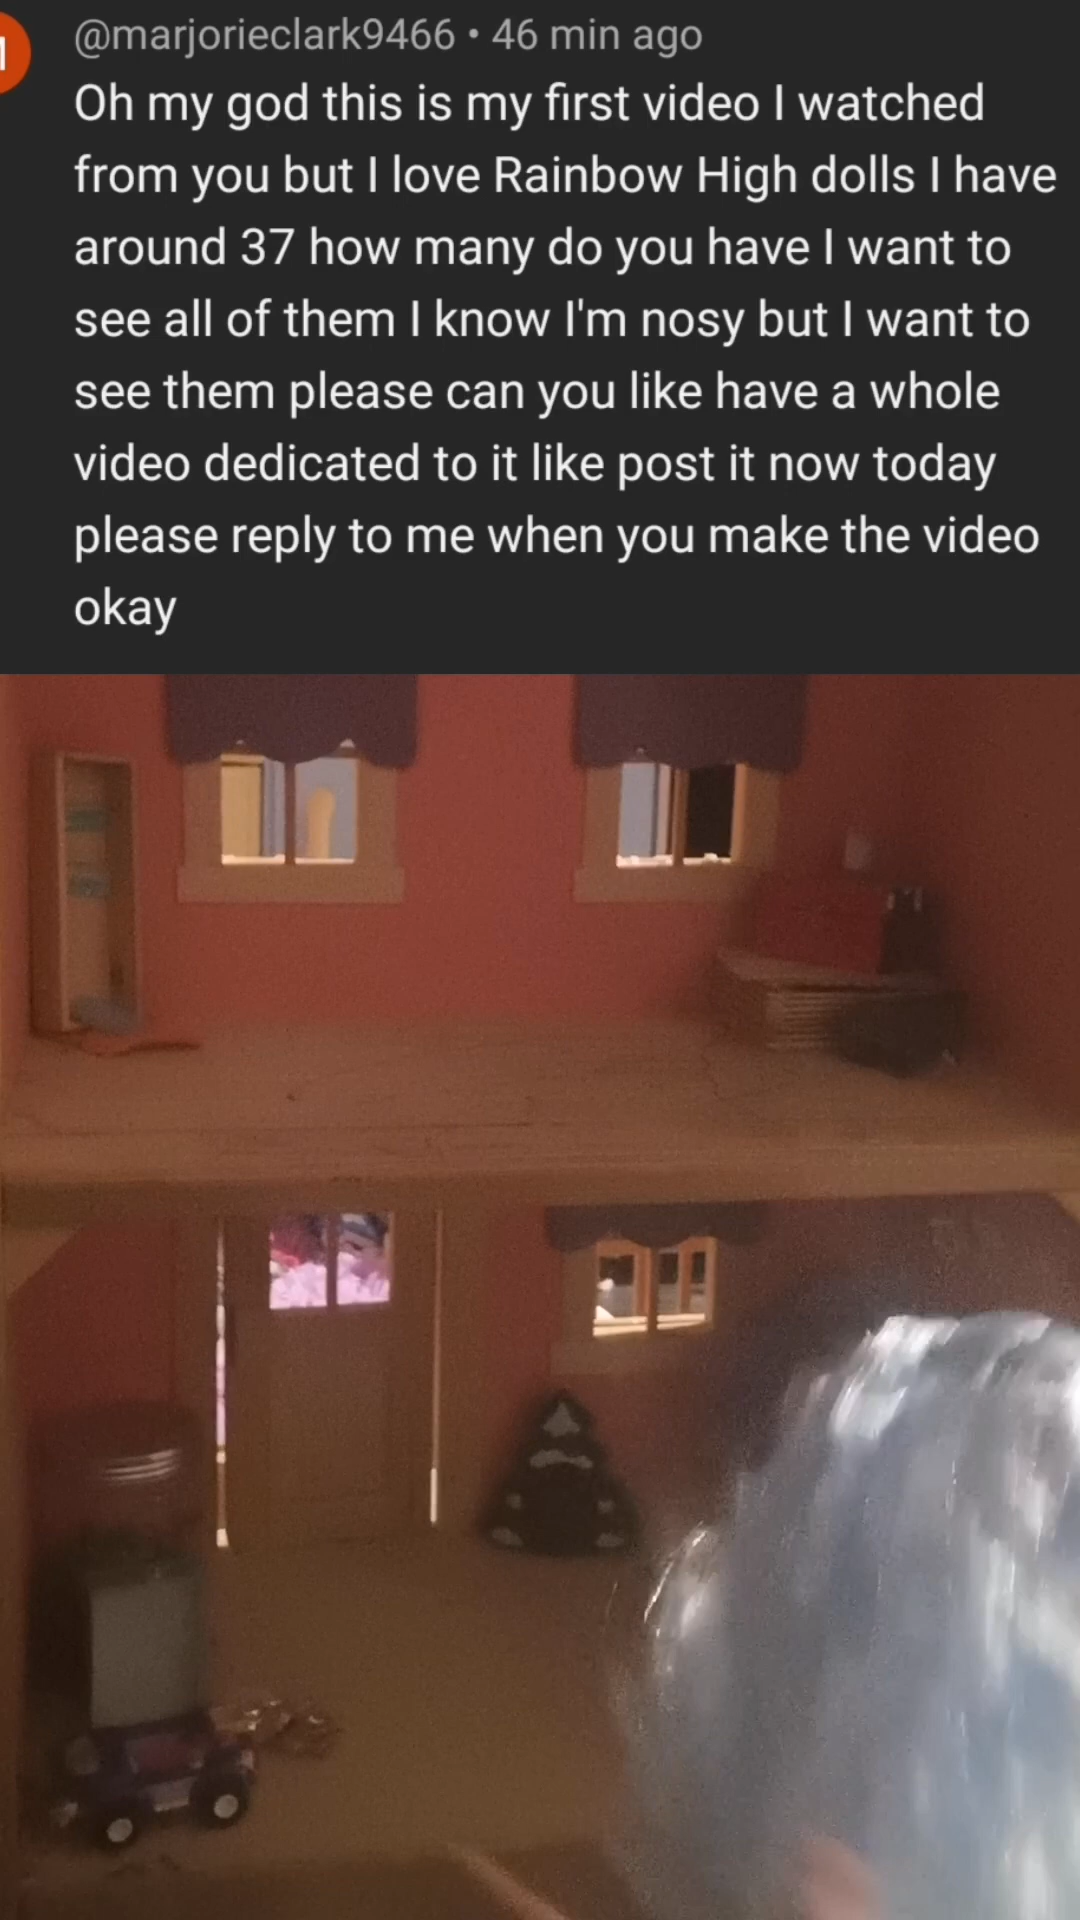 @marjorieclark9466 • 46 min ago
Oh my god this is my first video I watched
from you but I love Rainbow High dolls I have
around 37 how many do you have I want to
see all of them I know I'm nosy but I want to
see them please can you like have a whole
video dedicated to it like post it now today
please reply to me when you make the video
okay